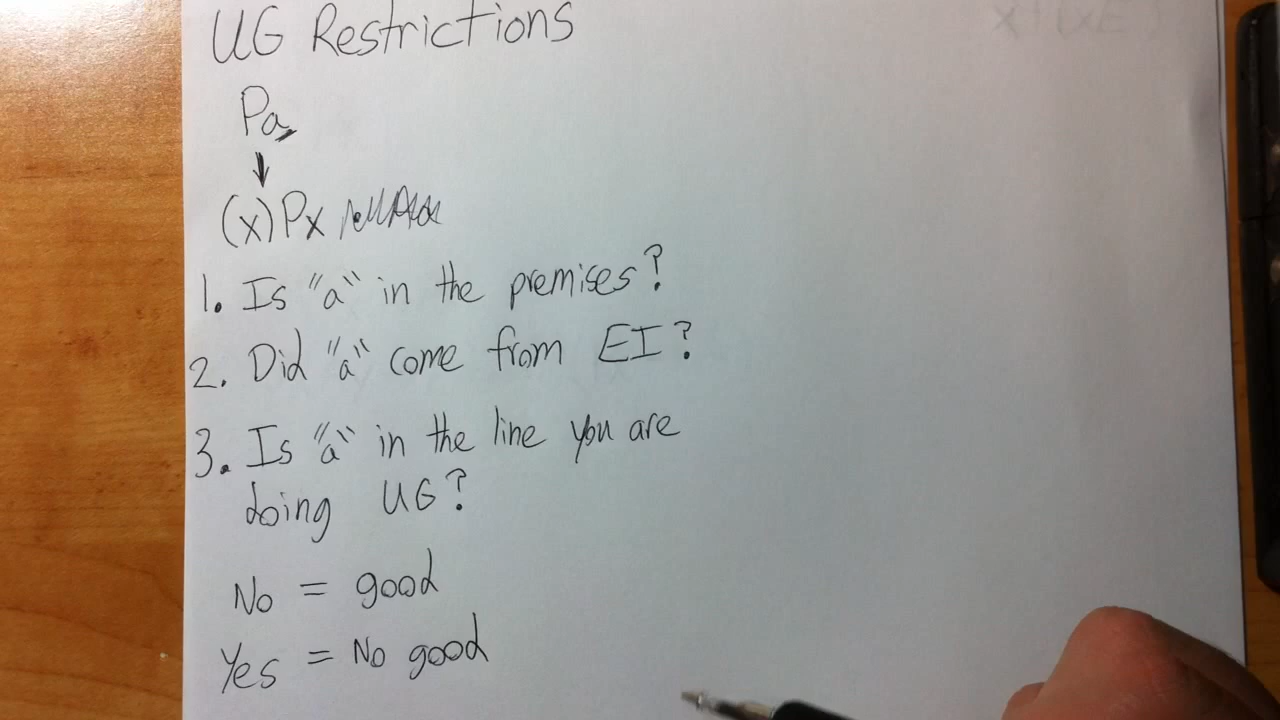 UG Restrictions
Pa
↓
(x)Px
1. Is "a" in the premises?
2. Did "a" come from EI?
3. Is "a" in the line you are
doing UG?
No = good
Yes = No good